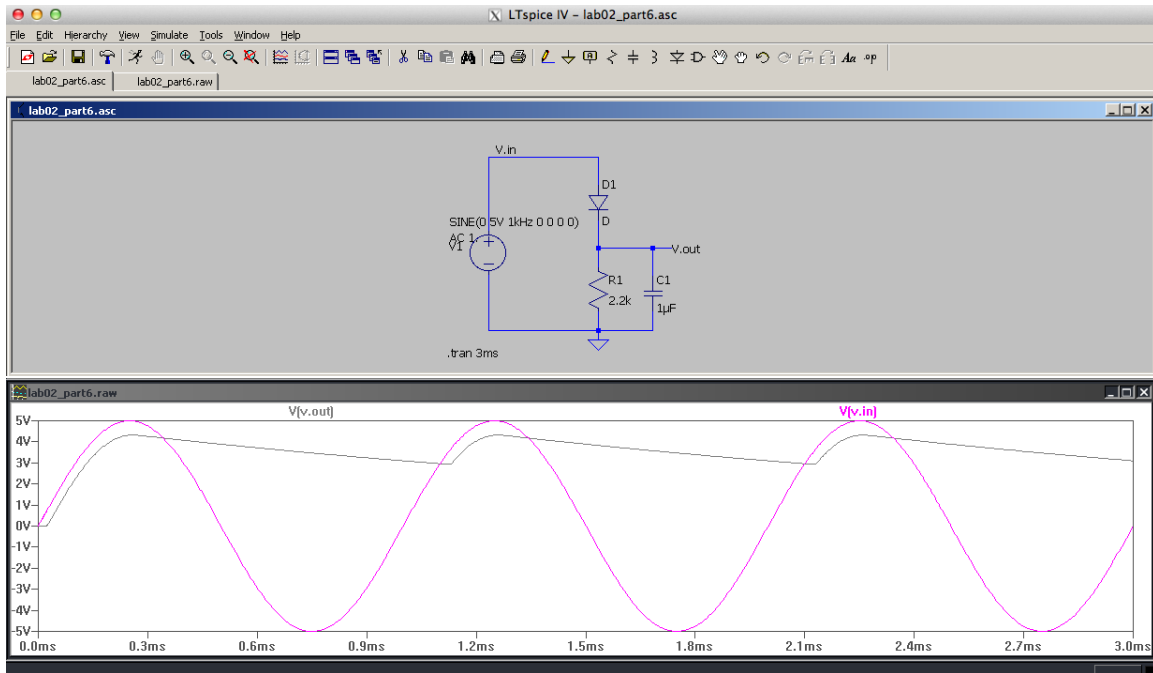 LTspice IV - lab02_part6.asc
File Edit Hierarchy View Simulate Tools Window Help
Aa .op
lab02_part6.asc lab02_part6.raw
lab02_part6.asc
V.in
D1
SINE(0 5V 1kHz 0 0 0 0) D
AC 1
V1
V.out
R1 C1
2.2k
1µF
.tran 3ms
lab02_part6.raw
V(v.out) V(v.in)
5V
4V
3V
2V
1V
0V
-1V
-2V
-3V
-4V
-5V
0.0ms 0.3ms 0.6ms 0.9ms 1.2ms 1.5ms 1.8ms 2.1ms 2.4ms 2.7ms 3.0ms